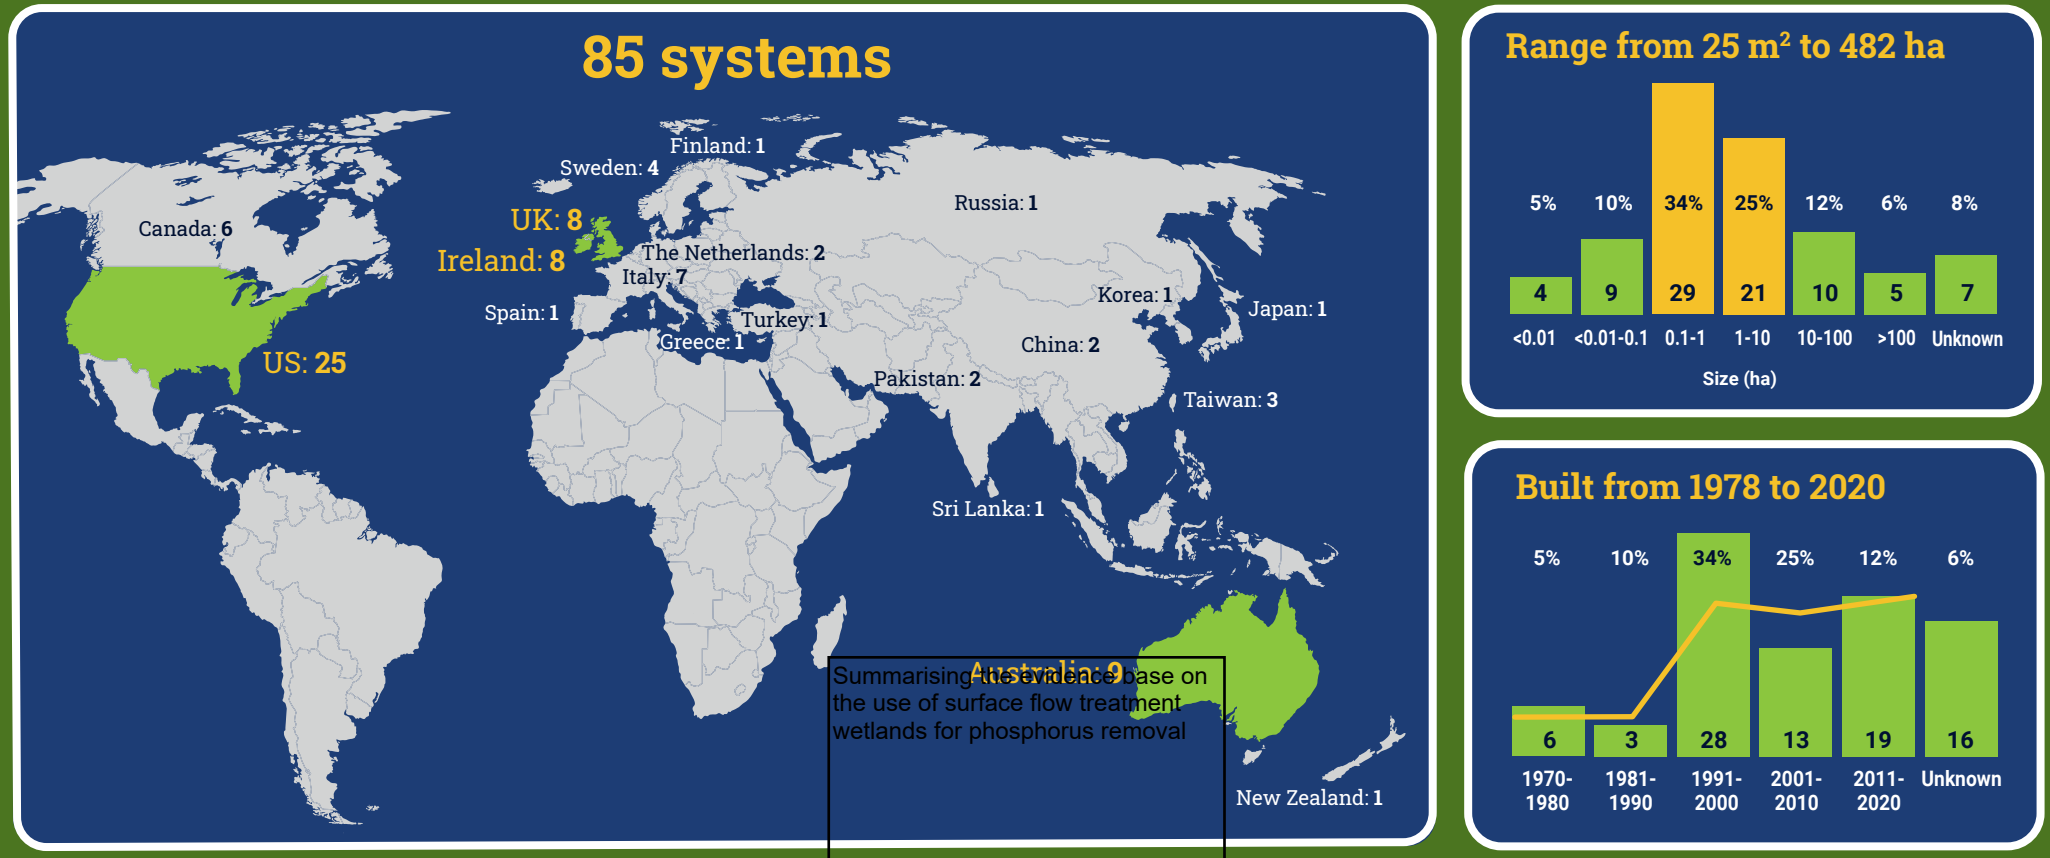 85 systems
Finland: 1
Sweden: 4
Russia: 1
Canada: 6
UK: 8
The Netherlands: 2
Ireland: 8
Italy: 7
Korea: 1
Spain: 1
Turkey: 1
Japan: 1
Greece: 1
China: 2
US: 25
Pakistan: 2
Taiwan: 3
Sri Lanka: 1
Australia: 9
Summarising the evidence base on
the use of surface flow treatment
wetlands for phosphorus removal
New Zealand: 1
Range from 25 m² to 482 ha
5% 10% 34% 25% 12% 6% 8%
4 9 29 21 10 5 7
<0.01 <0.01-0.1 0.1-1 1-10 10-100 >100 Unknown
Size (ha)
Built from 1978 to 2020
5% 10% 34% 25% 12% 6%
6 3 28 13 19 16
1970- 1981- 1991- 2001- 2011- Unknown
1980 1990 2000 2010 2020